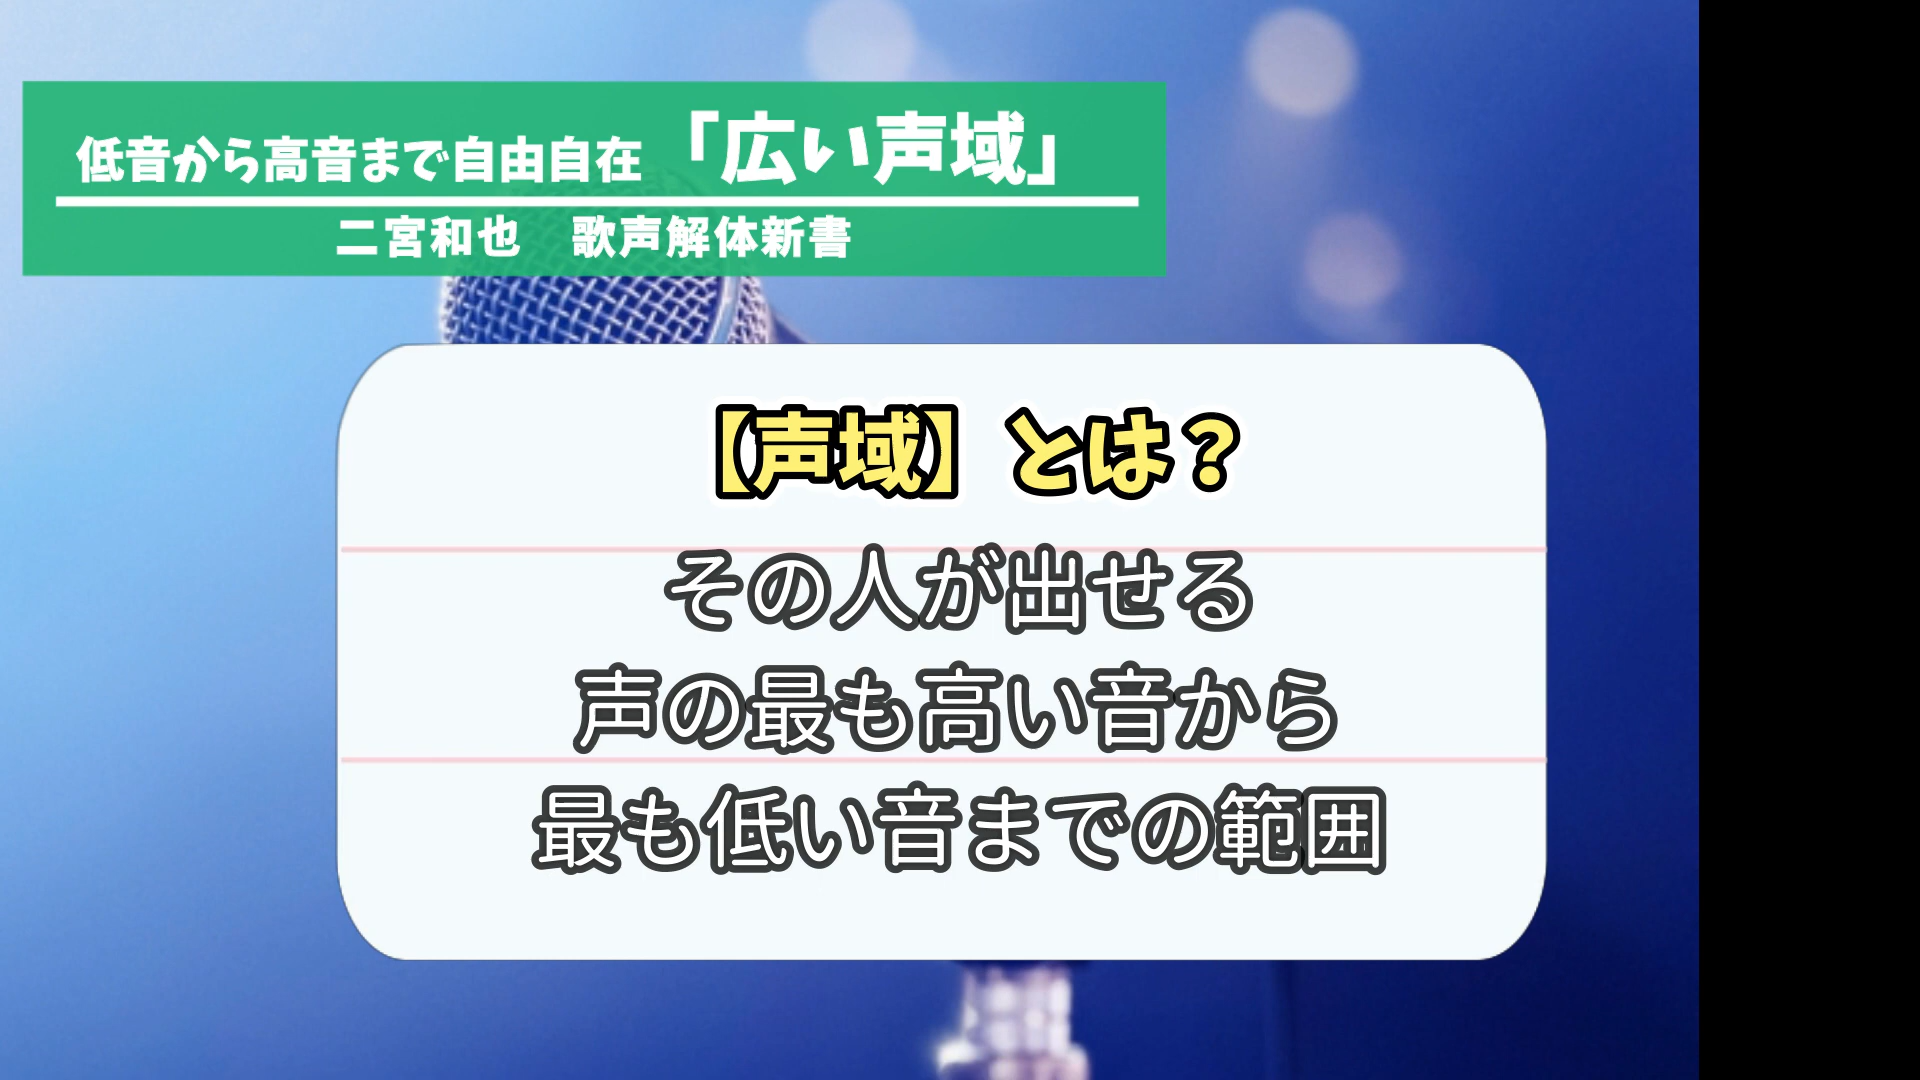 低音から高音まで自由自在「広い声域」
二宮和也　歌声解体新書
【声域】とは？
その人が出せる
声の最も高い音から
最も低い音までの範囲